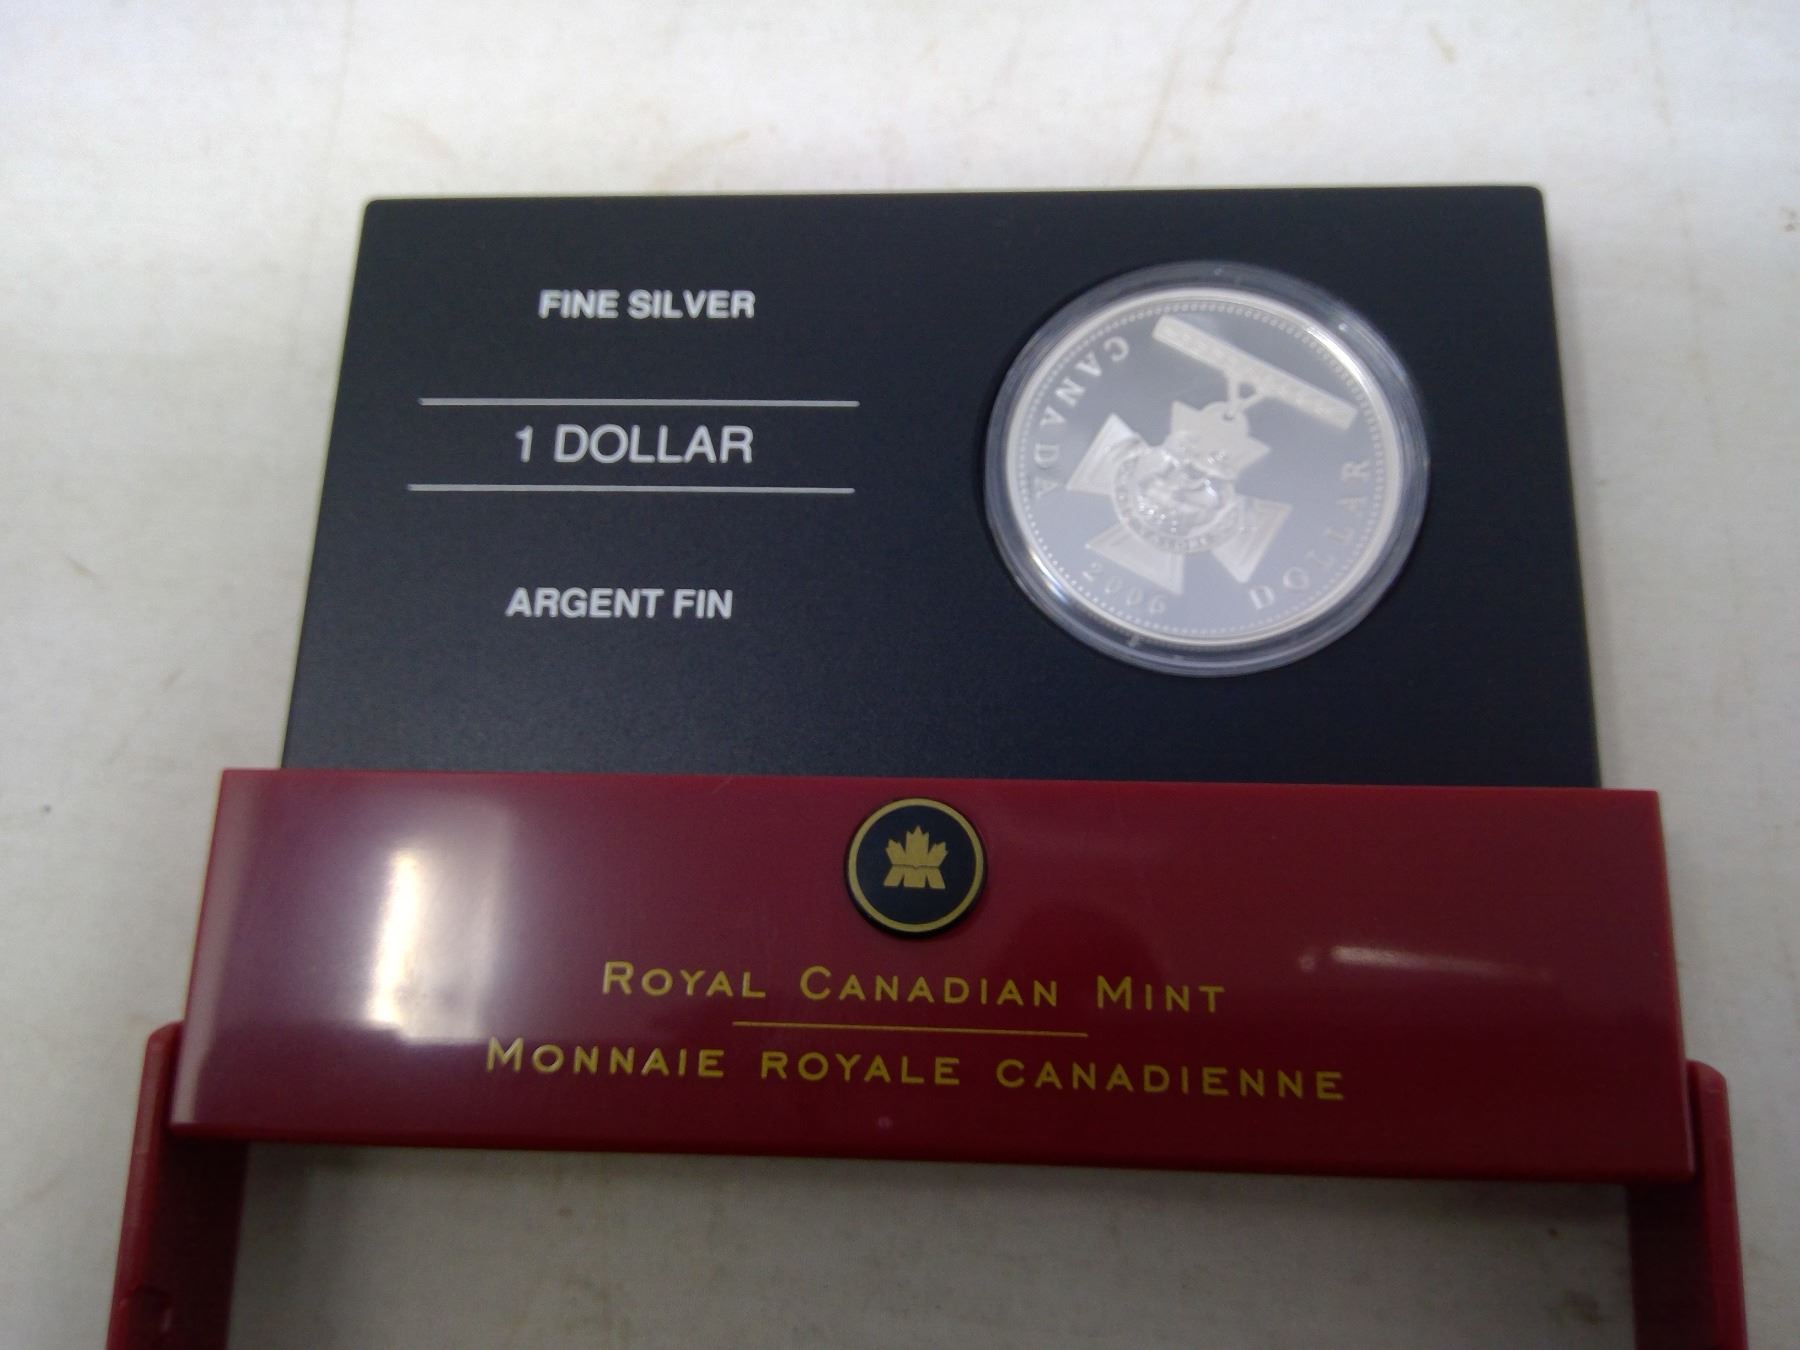 FINE SILVER
1 DOLLAR
ARGENT FIN
CANADA
DOLLAR
2006
ROYAL CANADIAN MINT
MONNAIE ROYALE CANADIENNE